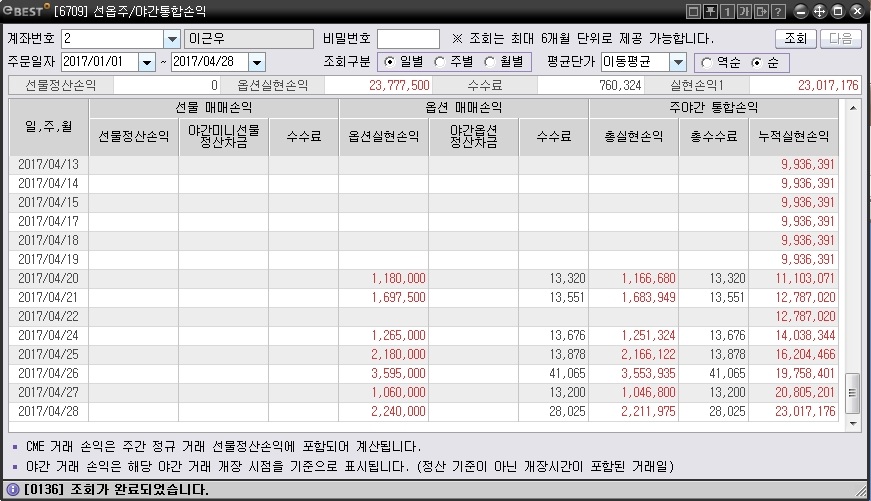 eBEST [6709] 선옵주/야간통합손익
계좌번호 2 이근우 비밀번호 ※ 조회는 최대 6개월 단위로 제공 가능합니다. 조회 다음
주문일자 2017/01/01 ~ 2017/04/28 조회구분 일별 주별 월별 평균단가 이동평균 역순 순
선물정산손익 0 옵션실현손익 23,777,500 수수료 760,324 실현손익1 23,017,176
일,주,월 선물 매매손익 옵션 매매손익 주야간 통합손익
선물정산손익 야간미니선물 정산차금 수수료 옵션실현손익 야간옵션 정산차금 수수료 총실현손익 총수수료 누적실현손익
2017/04/13 9,936,391
2017/04/14 9,936,391
2017/04/15 9,936,391
2017/04/17 9,936,391
2017/04/18 9,936,391
2017/04/19 9,936,391
2017/04/20 1,180,000 13,320 1,166,680 13,320 11,103,071
2017/04/21 1,697,500 13,551 1,683,949 13,551 12,787,020
2017/04/22 12,787,020
2017/04/24 1,265,000 13,676 1,251,324 13,676 14,038,344
2017/04/25 2,180,000 13,878 2,166,122 13,878 16,204,466
2017/04/26 3,595,000 41,065 3,553,935 41,065 19,758,401
2017/04/27 1,060,000 13,200 1,046,800 13,200 20,805,201
2017/04/28 2,240,000 28,025 2,211,975 28,025 23,017,176
▪ CME 거래 손익은 주간 정규 거래 선물정산손익에 포함되어 계산됩니다.
▪ 야간 거래 손익은 해당 야간 거래 개장 시점을 기준으로 표시됩니다. (정산 기준이 아닌 개장시간이 포함된 거래일)
[0136] 조회가 완료되었습니다.